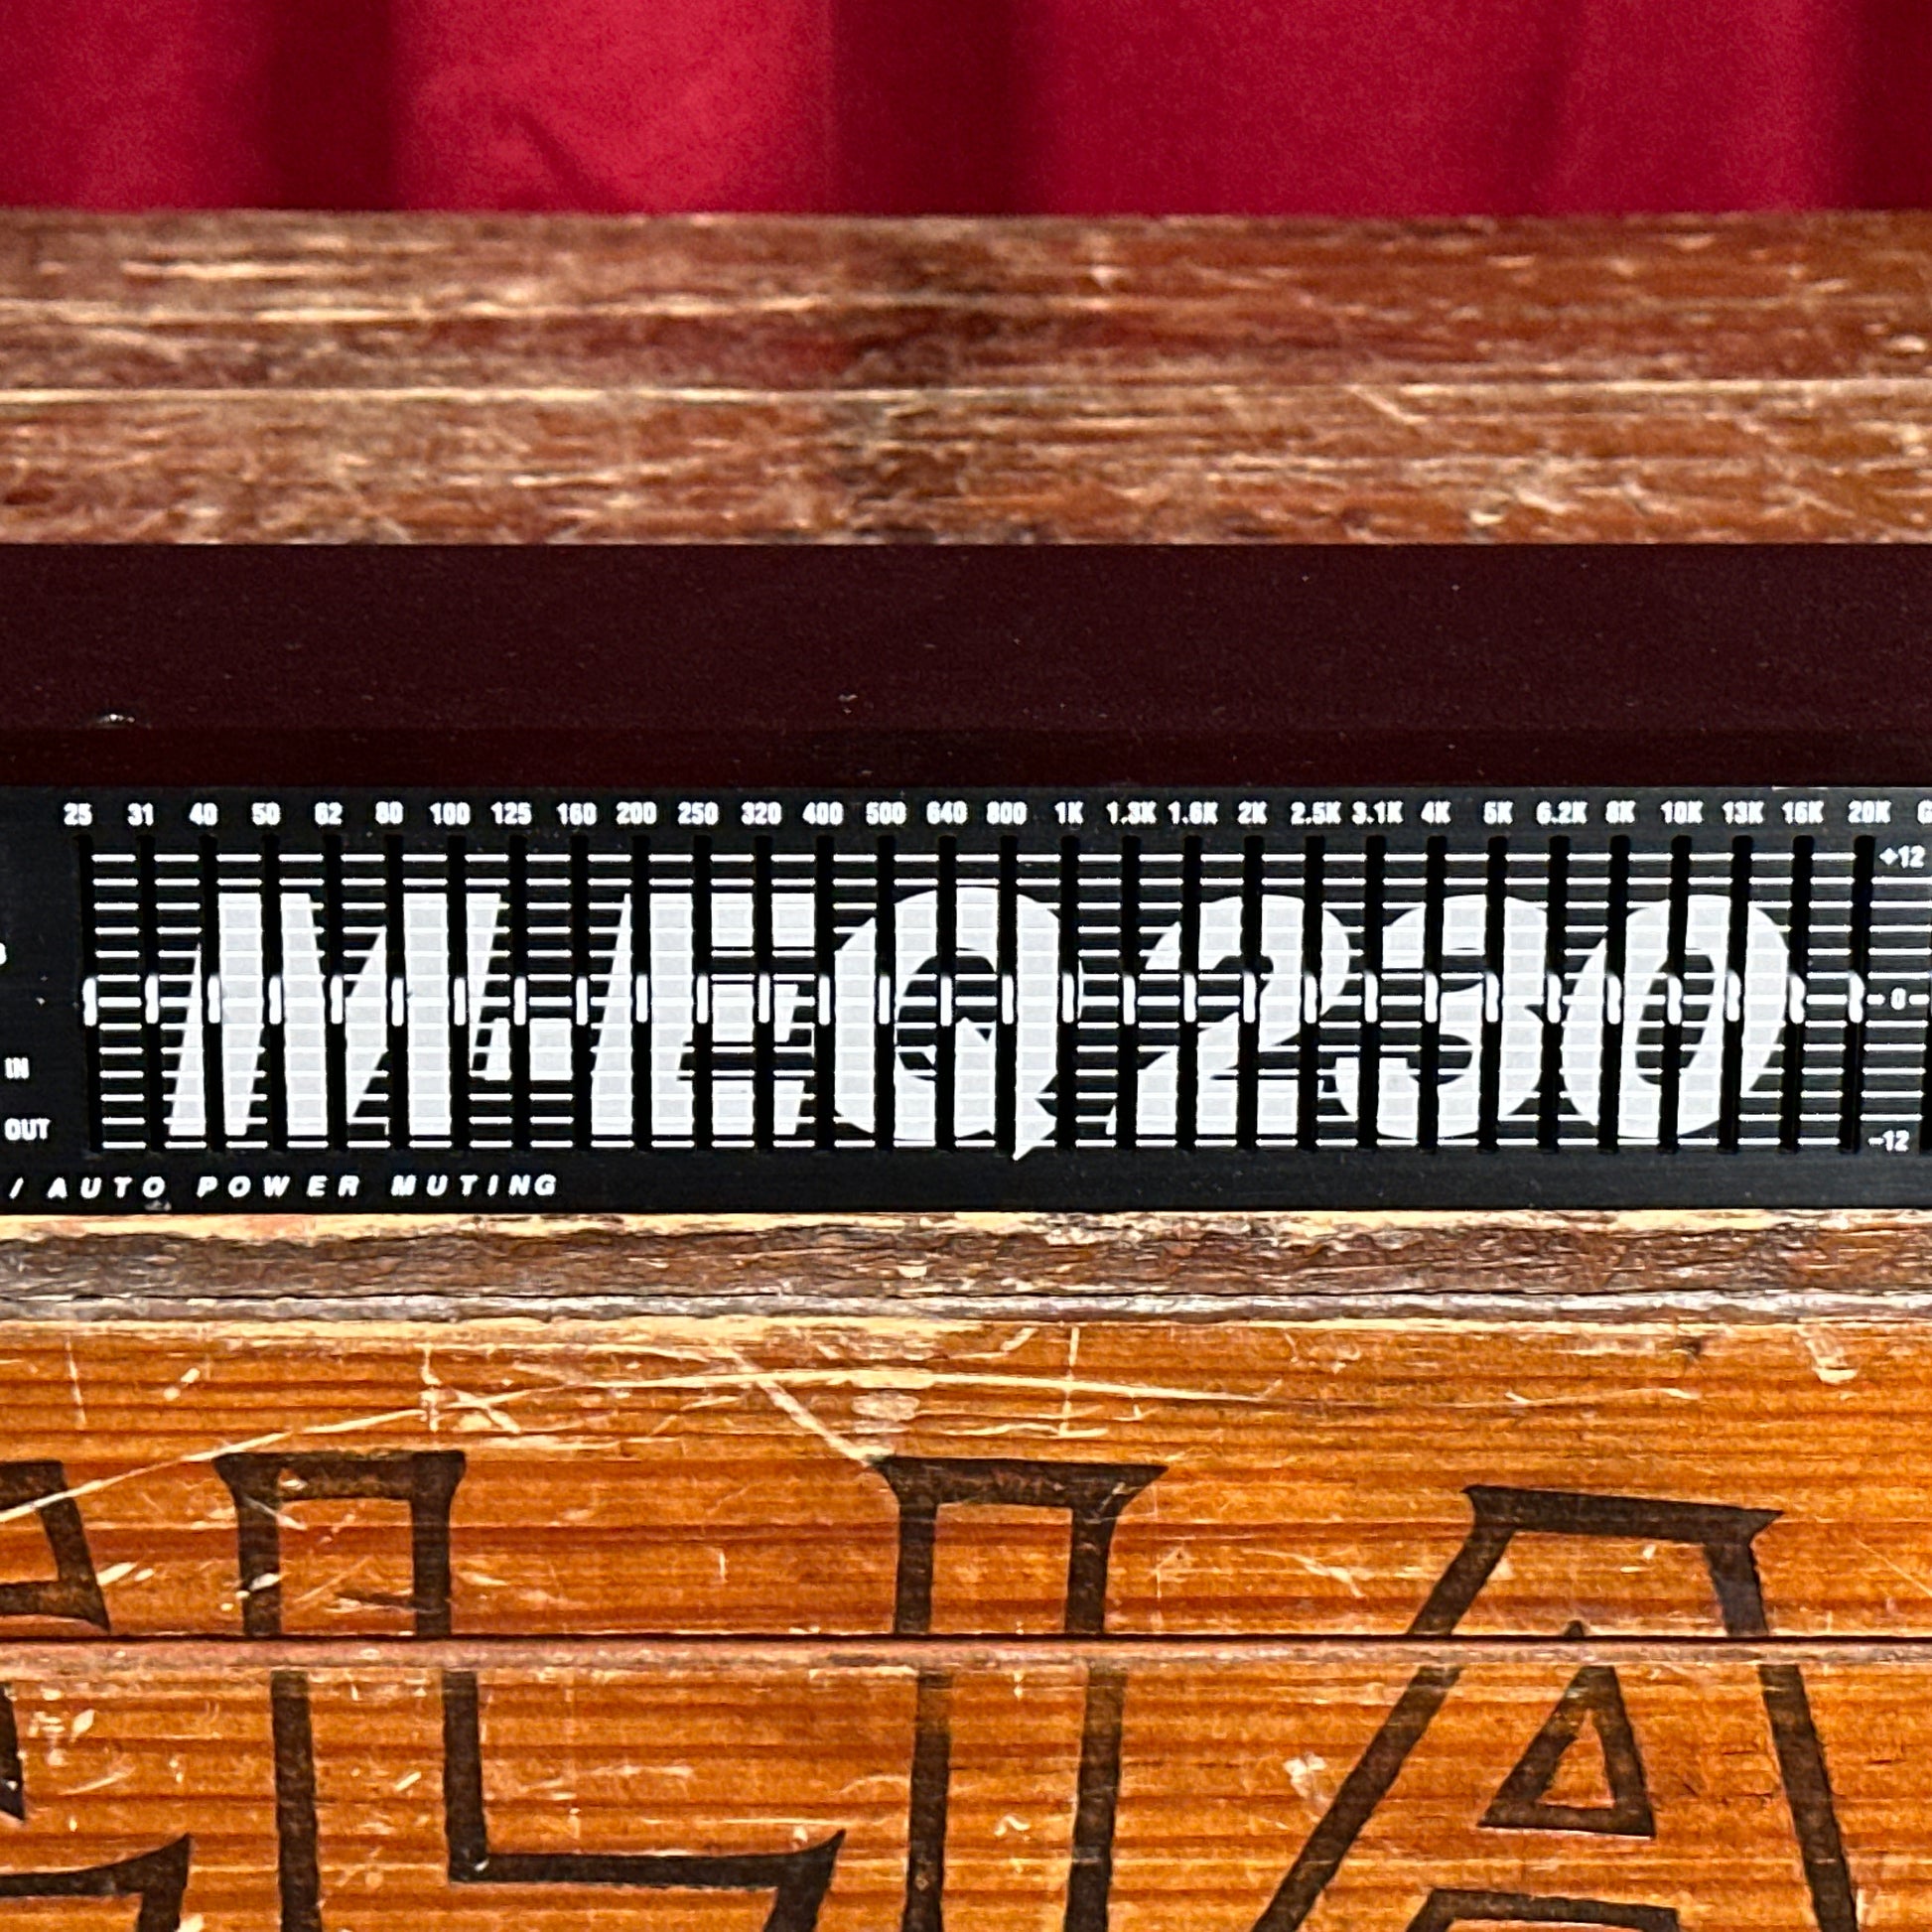 25 31 40 50 62 80 100 125 160 200 250 320 400 500 640 800 1K 1.3K 1.6K 2K 2.5K 3.1K 4K 5K 6.2K 8K 10K 13K 16K 20K
+12
M-EQ 230
0
IN
OUT
-12
/ AUTO POWER MUTING